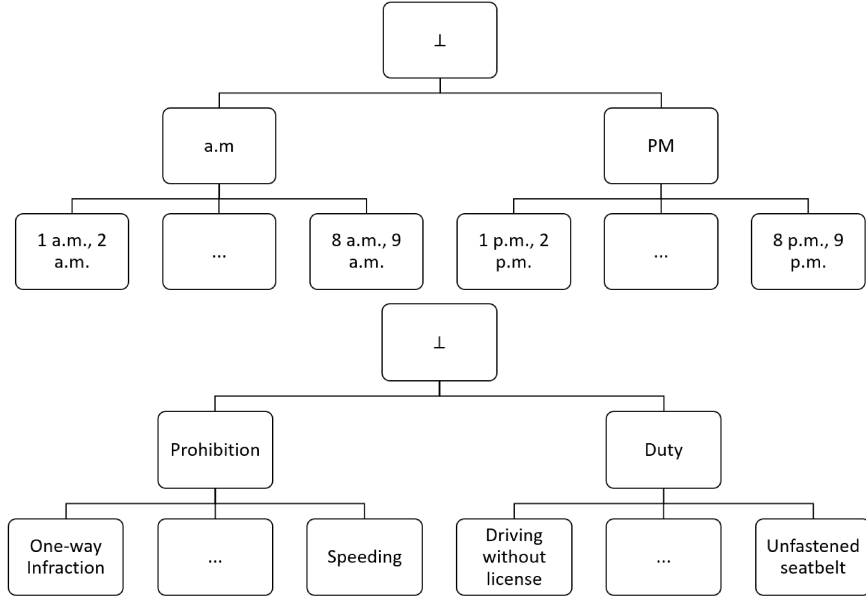 ⊥
a.m
PM
1 a.m., 2
a.m.
...
8 a.m., 9
a.m.
1 p.m., 2
p.m.
...
8 p.m., 9
p.m.
⊥
Prohibition
Duty
One-way
Infraction
...
Speeding
Driving
without
license
...
Unfastened
seatbelt